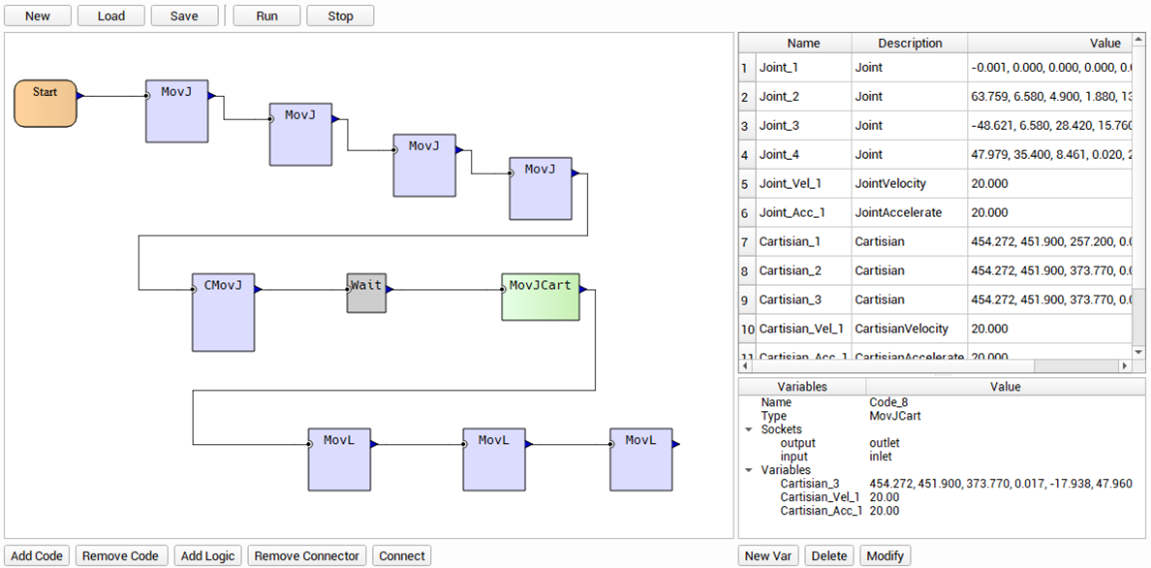 New Load Save Run Stop
Start
MovJ
MovJ
MovJ
MovJ
CMovJ
Wait
MovJCart
MovL
MovL
MovL
Add Code Remove Code Add Logic Remove Connector Connect
Name Description Value
1 Joint_1 Joint -0.001, 0.000, 0.000, 0.000, 0.0
2 Joint_2 Joint 63.759, 6.580, 4.900, 1.880, 13
3 Joint_3 Joint -48.621, 6.580, 28.420, 15.760
4 Joint_4 Joint 47.979, 35.400, 8.461, 0.020, 2
5 Joint_Vel_1 JointVelocity 20.000
6 Joint_Acc_1 JointAccelerate 20.000
7 Cartisian_1 Cartisian 454.272, 451.900, 257.200, 0.0
8 Cartisian_2 Cartisian 454.272, 451.900, 373.770, 0.0
9 Cartisian_3 Cartisian 454.272, 451.900, 373.770, 0.0
10 Cartisian_Vel_1 CartisianVelocity 20.000
11 Cartisian_Acc_1 CartisianAccelerate 20.000
Variables Value
Name Code_8
Type MovJCart
Sockets
output outlet
input inlet
Variables
Cartisian_3 454.272, 451.900, 373.770, 0.017, -17.938, 47.960
Cartisian_Vel_1 20.00
Cartisian_Acc_1 20.00
New Var Delete Modify